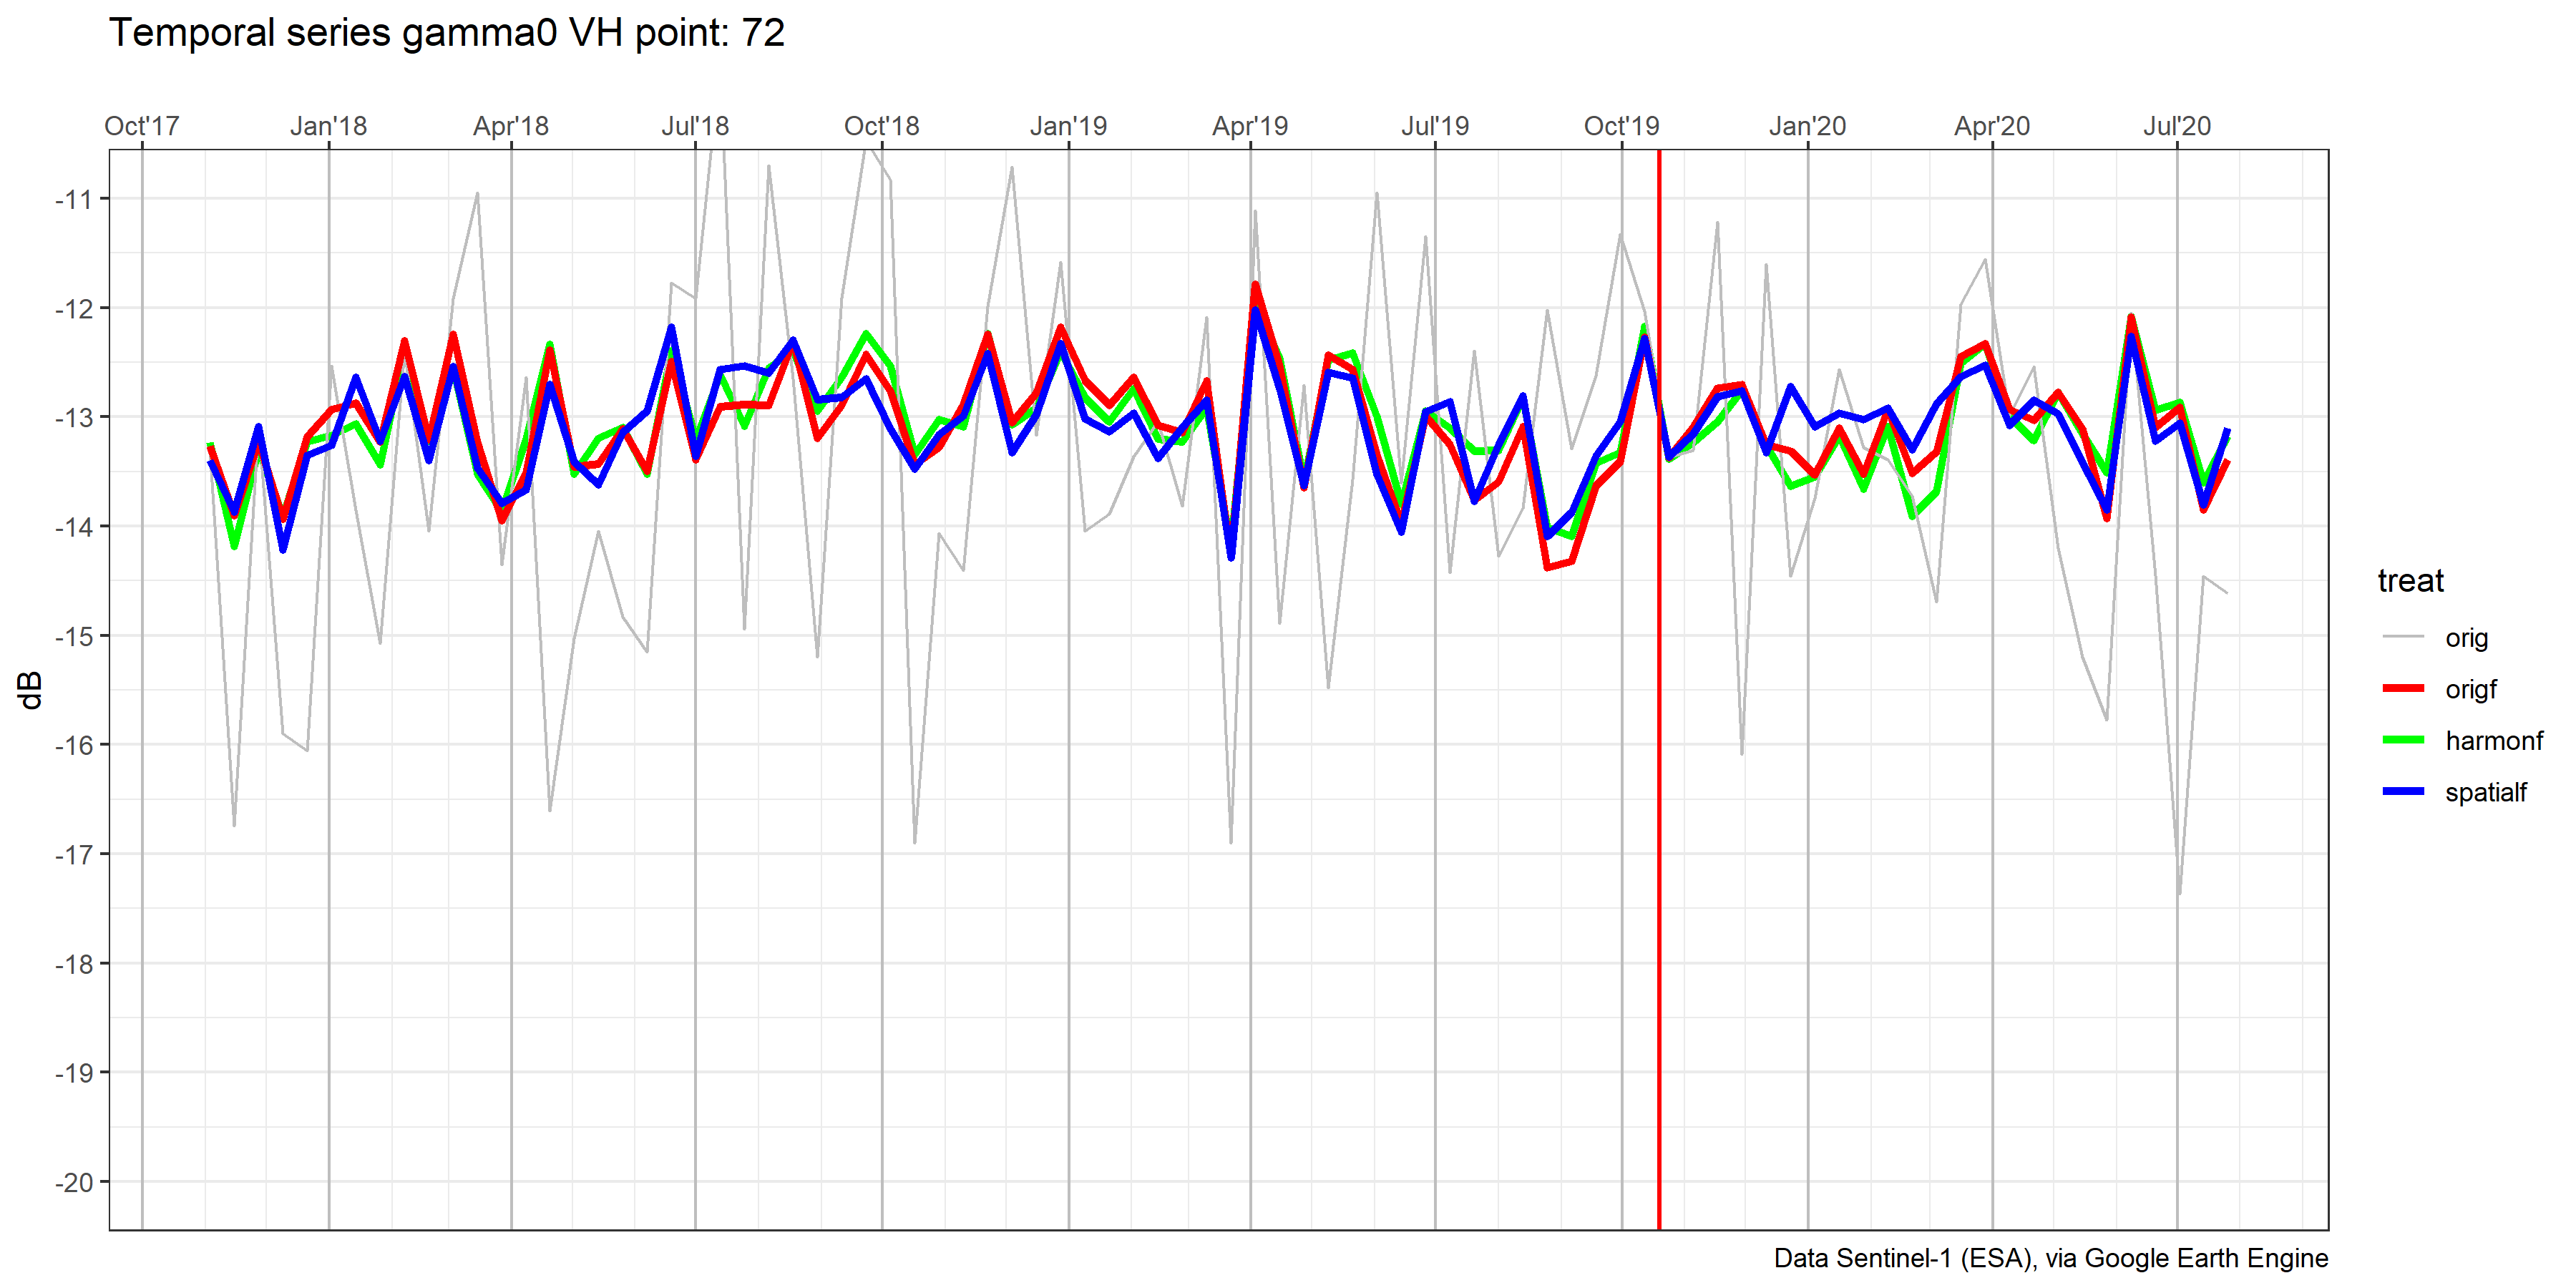 Temporal series gamma0 VH point: 72
Oct'17 Jan'18 Apr'18 Jul'18 Oct'18 Jan'19 Apr'19 Jul'19 Oct'19 Jan'20 Apr'20 Jul'20
-11
-12
-13
-14
-15
-16
-17
-18
-19
-20
dB
treat
orig
origf
harmonf
spatialf
Data Sentinel-1 (ESA), via Google Earth Engine